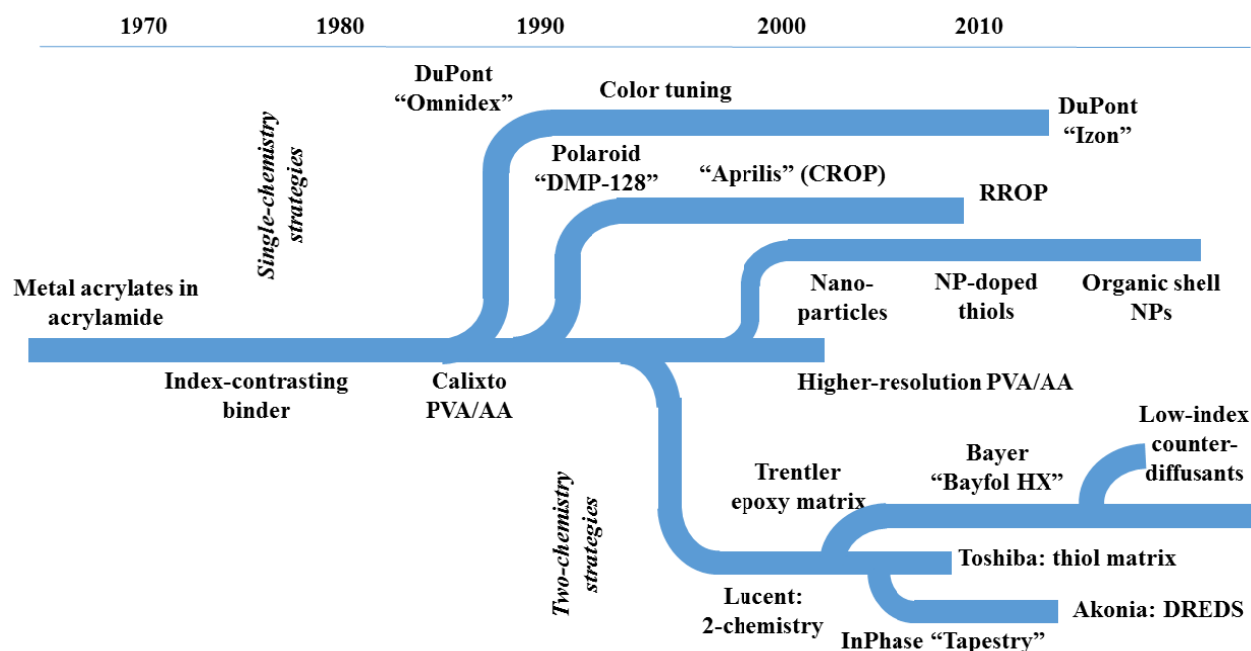 1970 1980 1990 2000 2010
DuPont
“Omnidex”
Color tuning
DuPont
“Izon”
Single-chemistry
strategies
Polaroid
“DMP-128”
“Aprilis” (CROP)
RROP
Metal acrylates in
acrylamide
Nano-
particles
NP-doped
thiols
Organic shell
NPs
Index-contrasting
binder
Calixto
PVA/AA
Higher-resolution PVA/AA
Low-index
counter-
diffusants
Two-chemistry
strategies
Trentler
epoxy matrix
Bayer
“Bayfol HX”
Toshiba: thiol matrix
Lucent:
2-chemistry
Akonia: DREDS
InPhase “Tapestry”